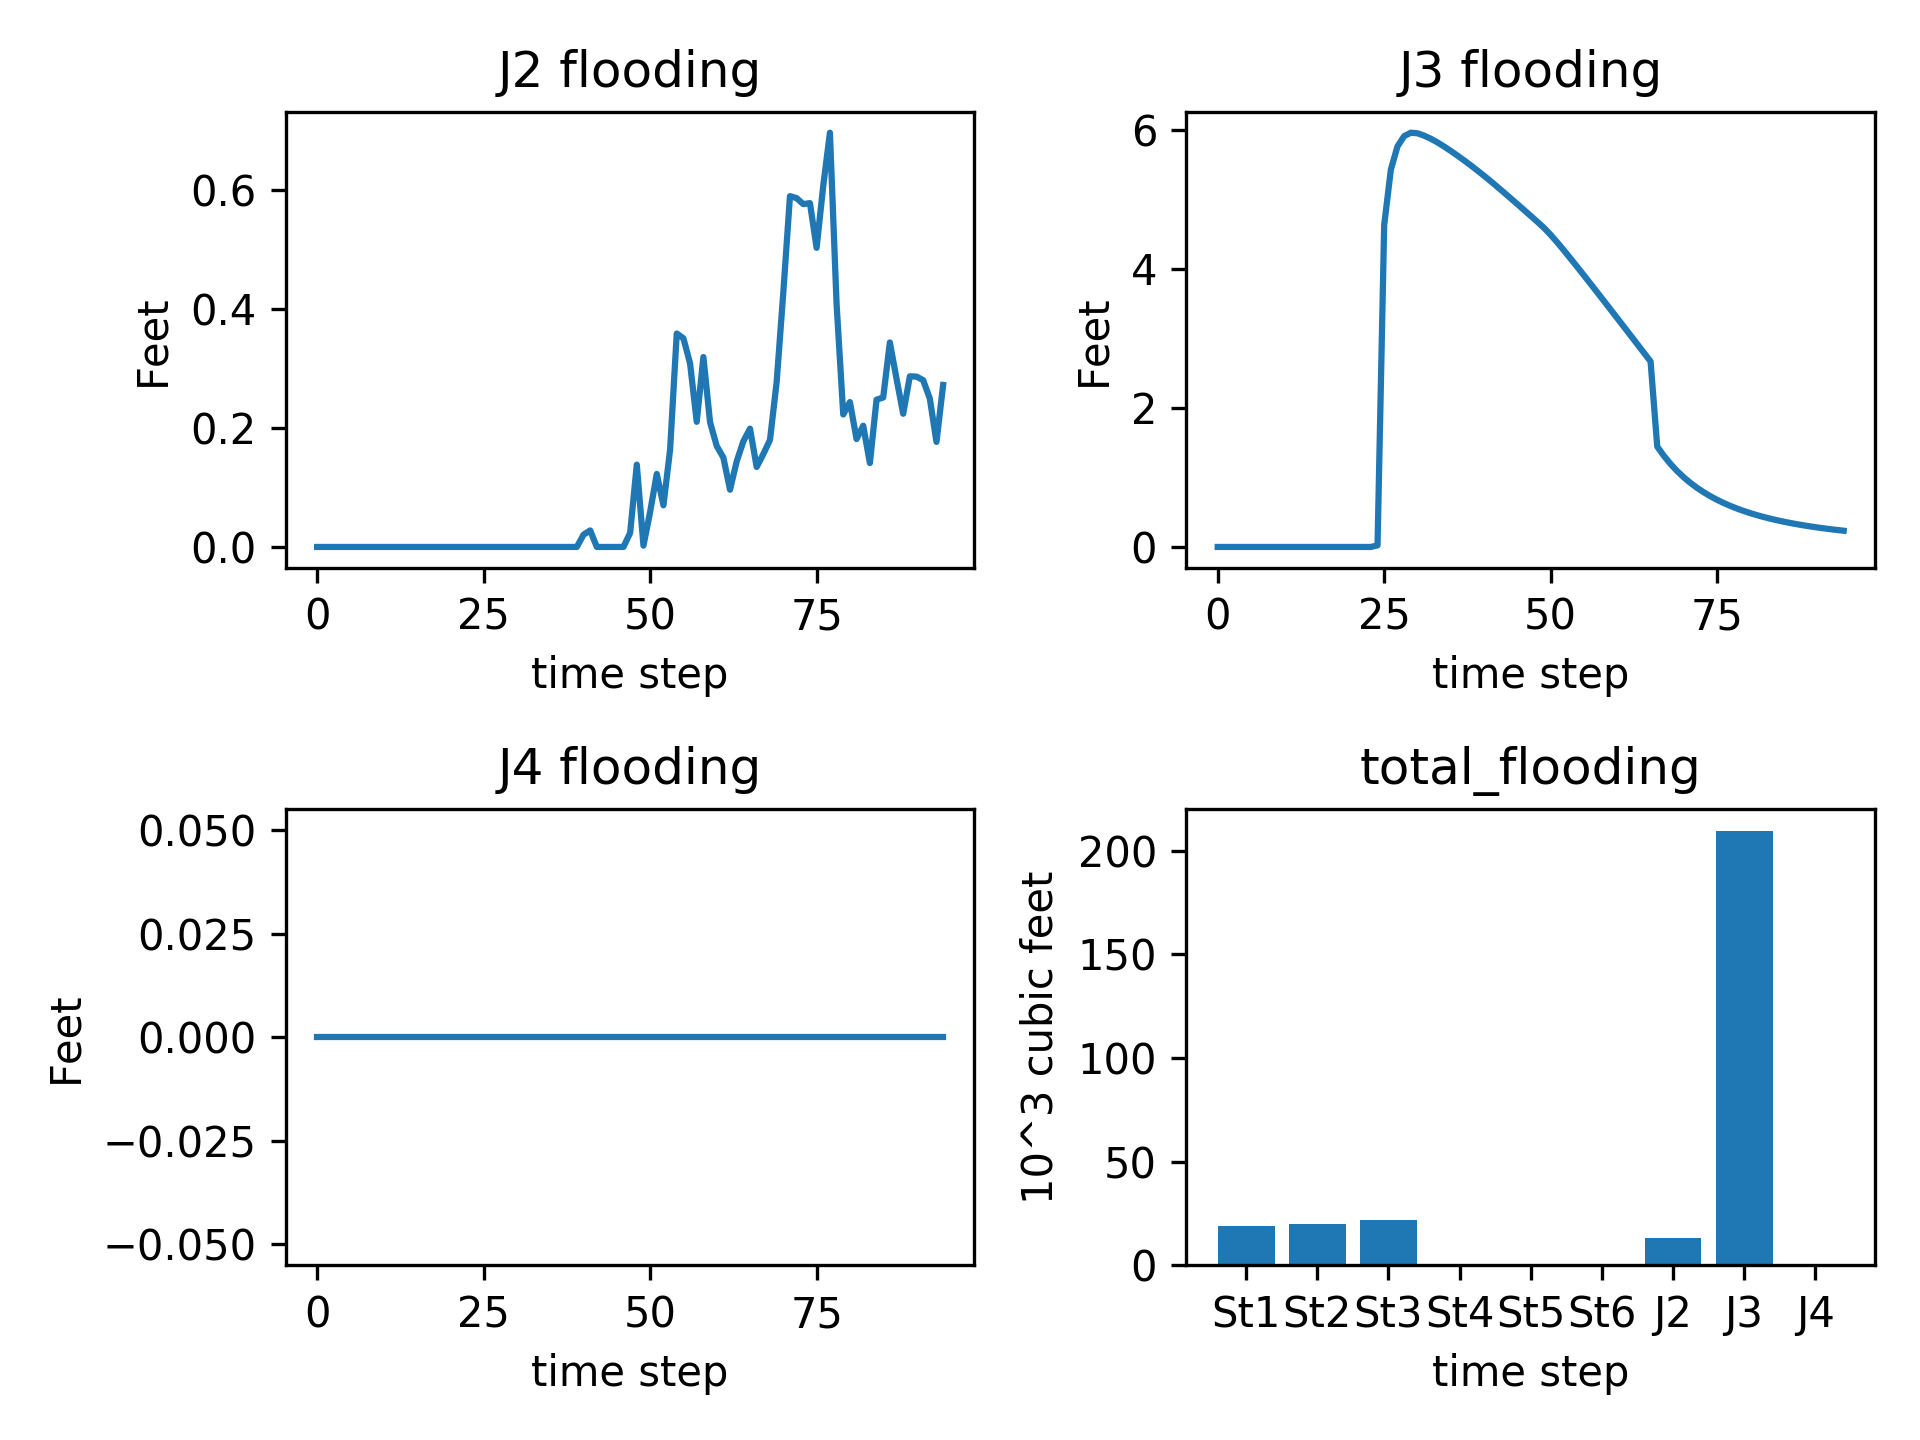 J2 flooding
0.6
0.4
0.2
0.0
Feet
0 25 50 75
time step
J3 flooding
6
4
2
0
Feet
0 25 50 75
time step
J4 flooding
0.050
0.025
0.000
−0.025
−0.050
Feet
0 25 50 75
time step
total_flooding
200
150
100
50
0
10^3 cubic feet
St1 St2 St3 St4 St5 St6 J2 J3 J4
time step